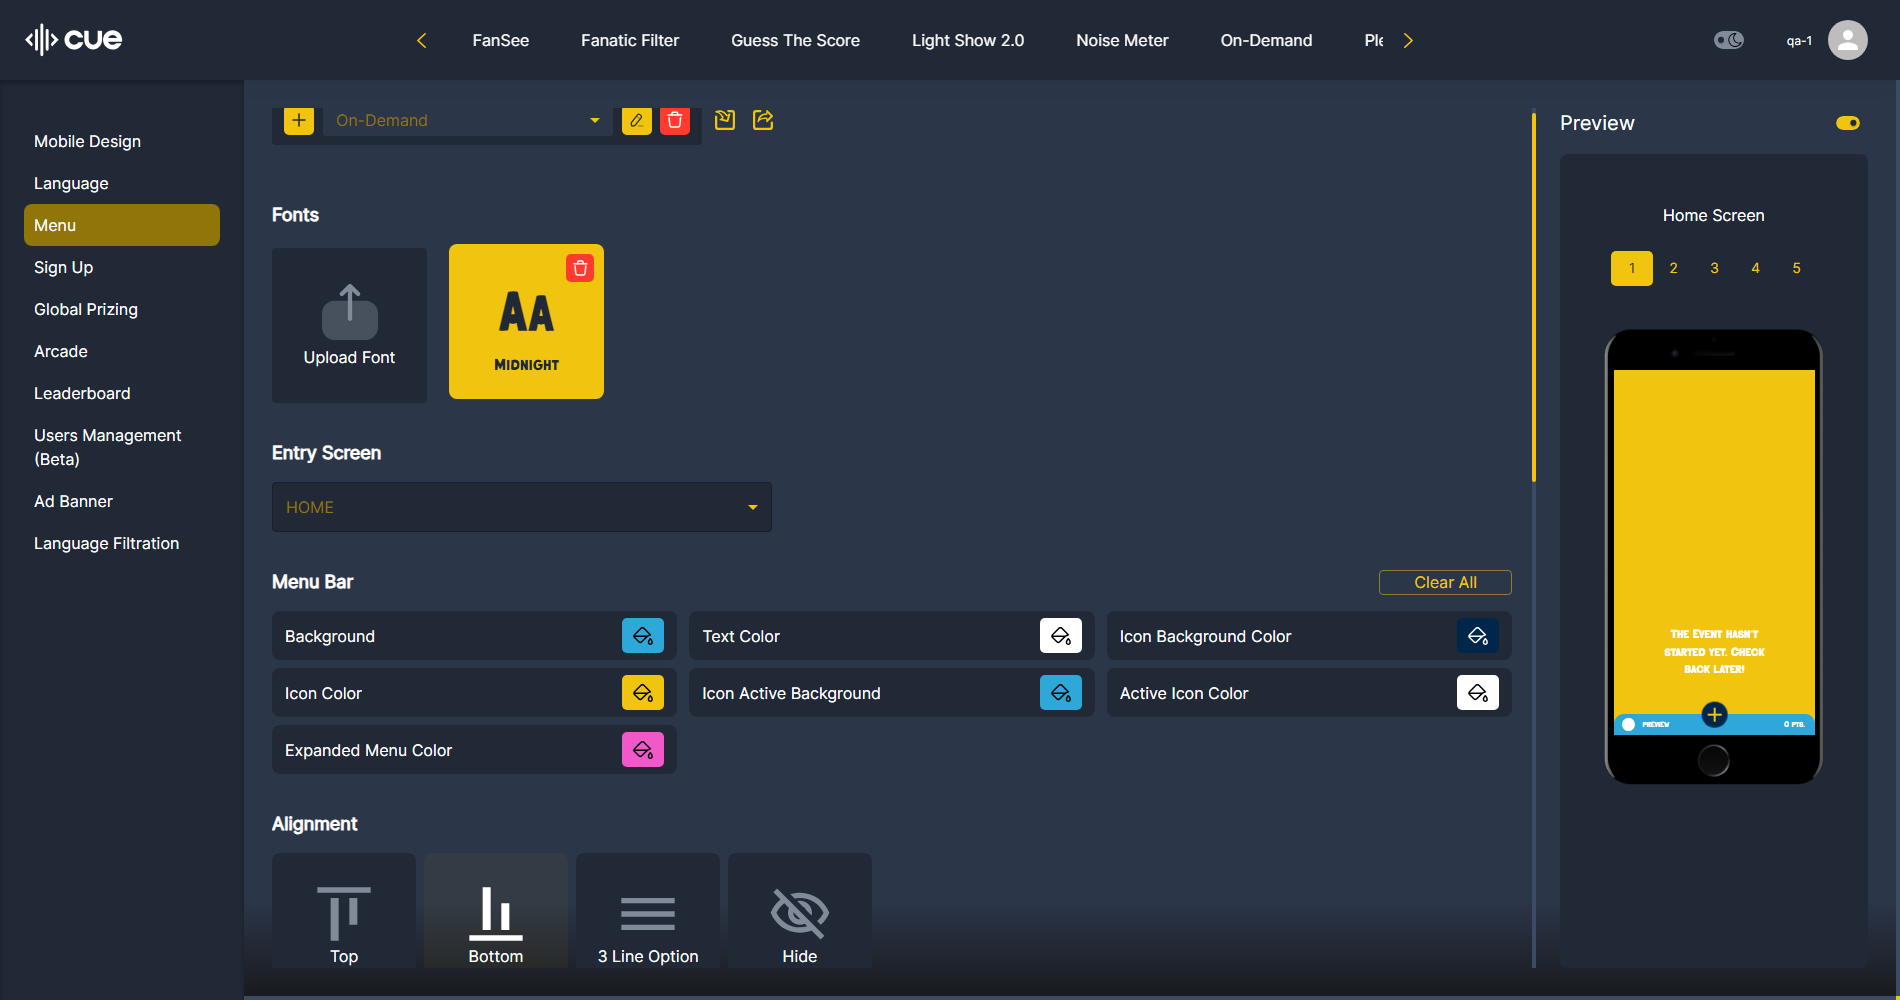 cue
FanSee
Fanatic Filter
Guess The Score
Light Show 2.0
Noise Meter
On-Demand
qa-1
Mobile Design
Language
Menu
Sign Up
Global Prizing
Arcade
Leaderboard
Users Management
(Beta)
Ad Banner
Language Filtration
On-Demand
Fonts
Upload Font
AA
MIDNIGHT
Entry Screen
HOME
Menu Bar
Clear All
Background
Text Color
Icon Background Color
Icon Color
Icon Active Background
Active Icon Color
Expanded Menu Color
Alignment
Top
Bottom
3 Line Option
Hide
Preview
Home Screen
1 2 3 4 5
THE EVENT HASN'T
STARTED YET. CHECK
BACK LATER!
PREVIEW
0 PTS.